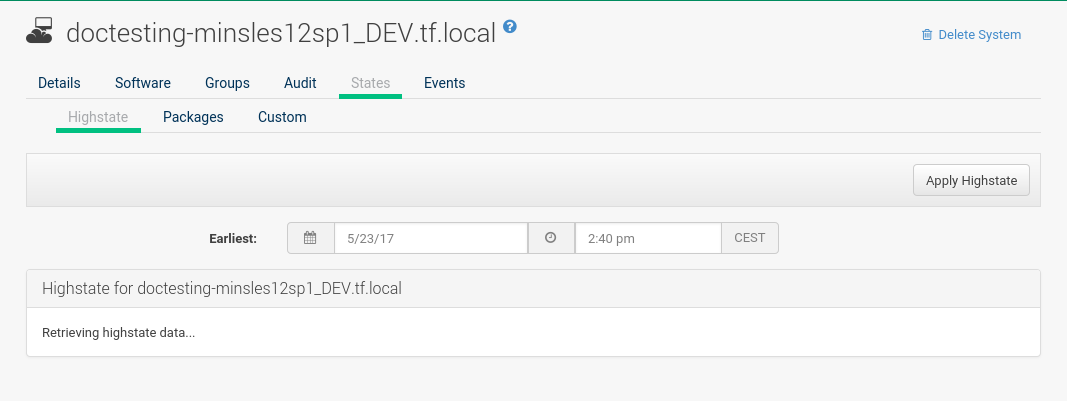 doctesting-minsles12sp1_DEV.tf.local ?
Delete System
Details Software Groups Audit States Events
Highstate Packages Custom
Apply Highstate
Earliest: 5/23/17 2:40 pm CEST
Highstate for doctesting-minsles12sp1_DEV.tf.local
Retrieving highstate data...